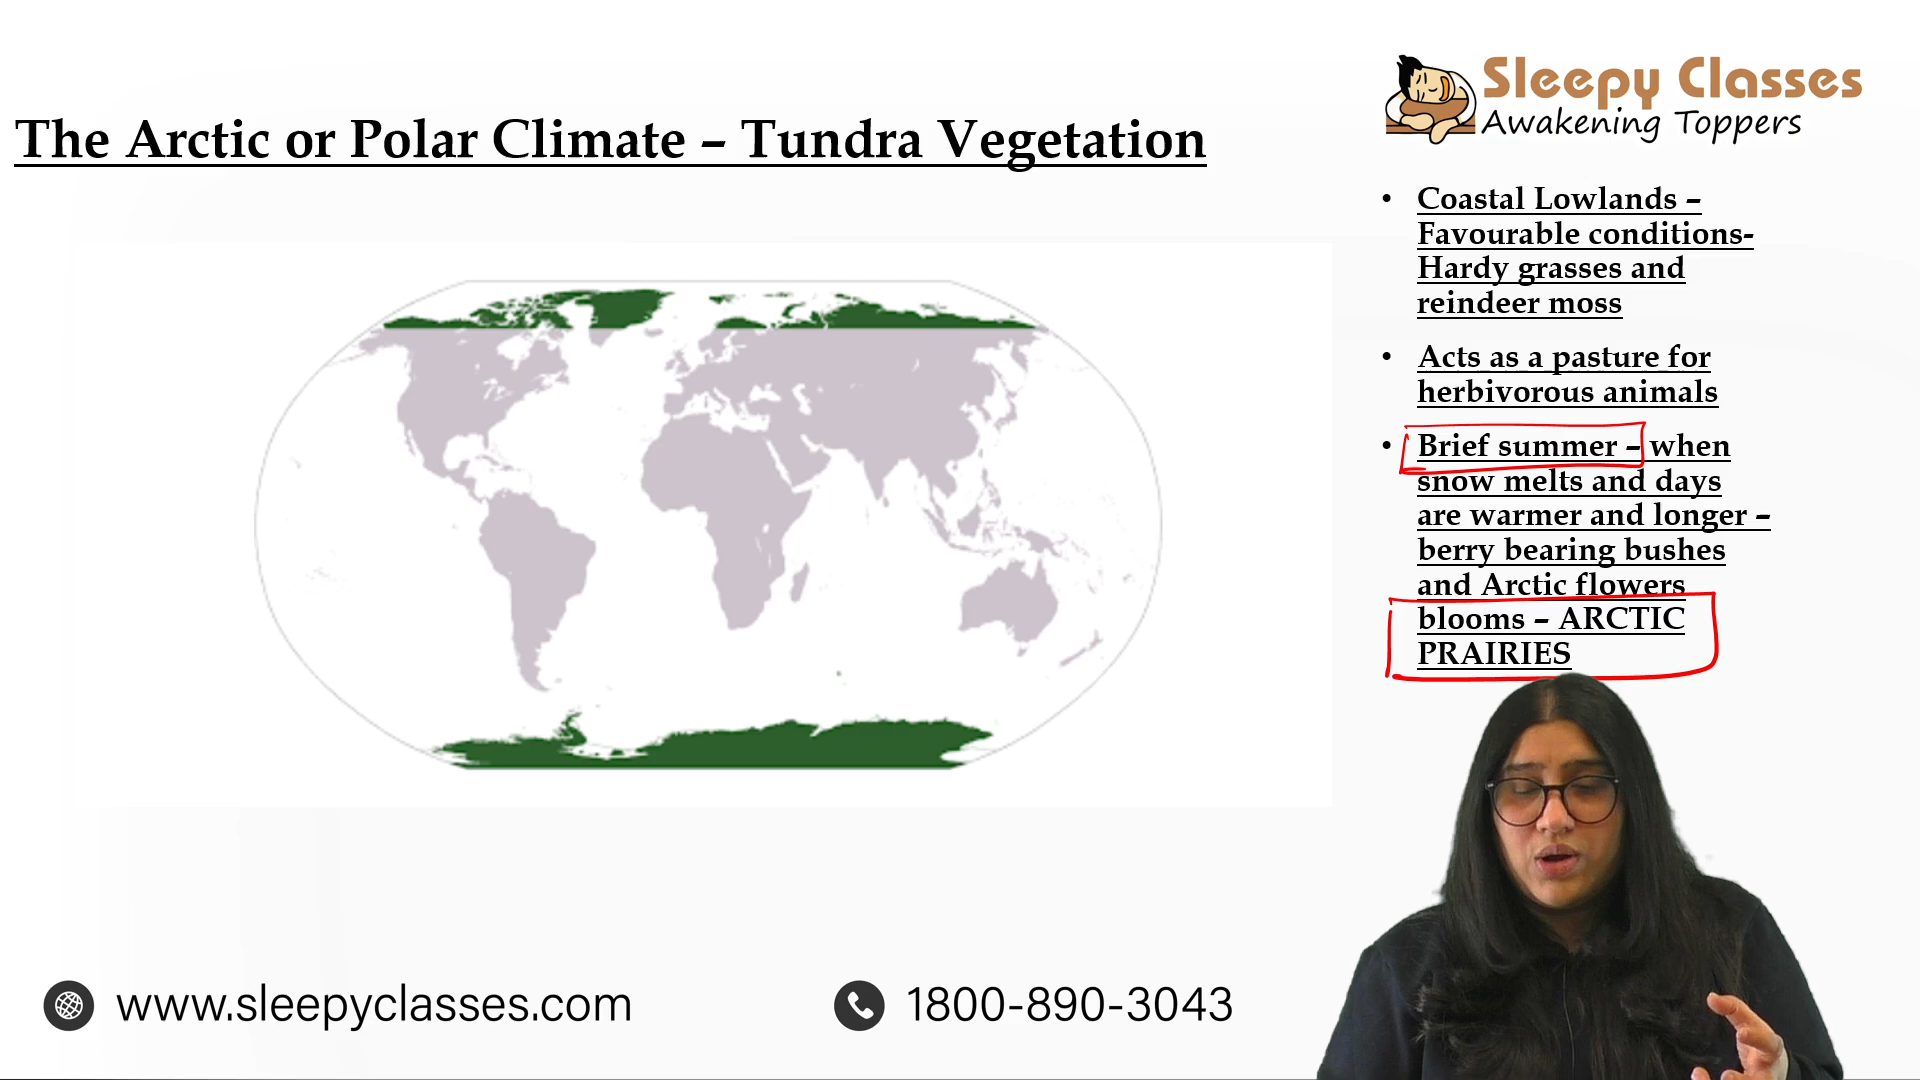 Sleepy Classes
Awakening Toppers
The Arctic or Polar Climate – Tundra Vegetation
• Coastal Lowlands –
Favourable conditions-
Hardy grasses and
reindeer moss
• Acts as a pasture for
herbivorous animals
• Brief summer – when
snow melts and days
are warmer and longer –
berry bearing bushes
and Arctic flowers
blooms – ARCTIC
PRAIRIES
www.sleepyclasses.com
1800-890-3043